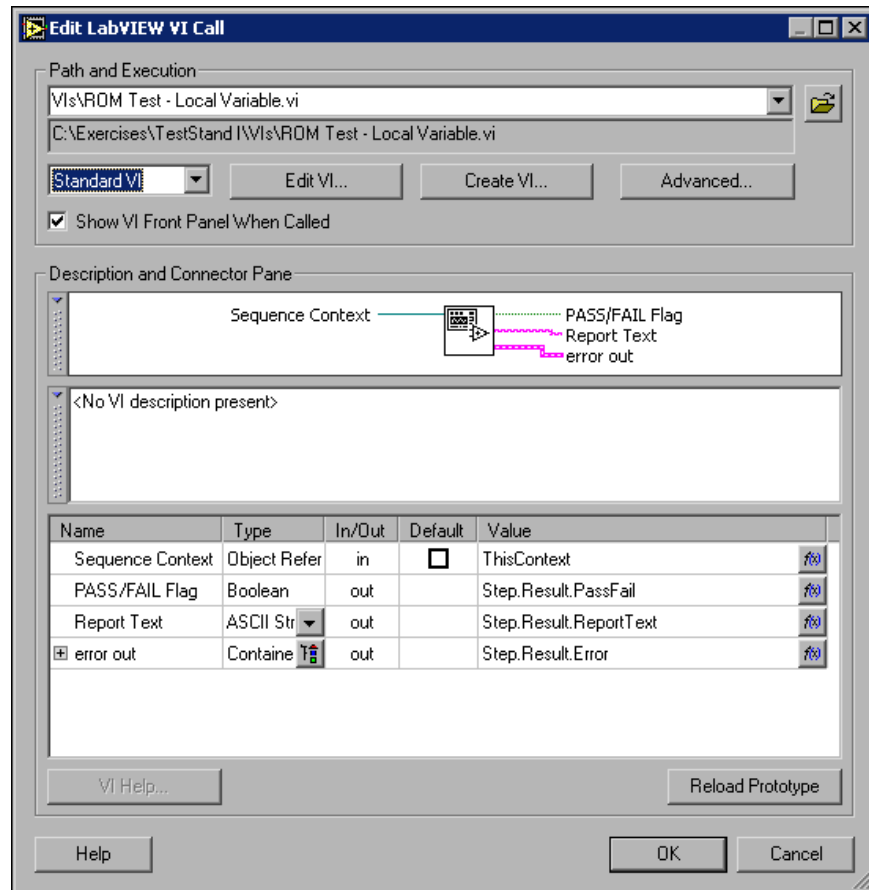 Edit LabVIEW VI Call
Path and Execution
VIs\ROM Test - Local Variable.vi
C:\Exercises\TestStand I\VIs\ROM Test - Local Variable.vi
Standard VI Edit VI... Create VI... Advanced...
Show VI Front Panel When Called
Description and Connector Pane
Sequence Context PASS/FAIL Flag
Report Text
error out
<No VI description present>
Name Type In/Out Default Value
Sequence Context Object Refer in ThisContext f(x)
PASS/FAIL Flag Boolean out Step.Result.PassFail f(x)
Report Text ASCII Str out Step.Result.ReportText f(x)
error out Containe out Step.Result.Error f(x)
VI Help... Reload Prototype
Help OK Cancel